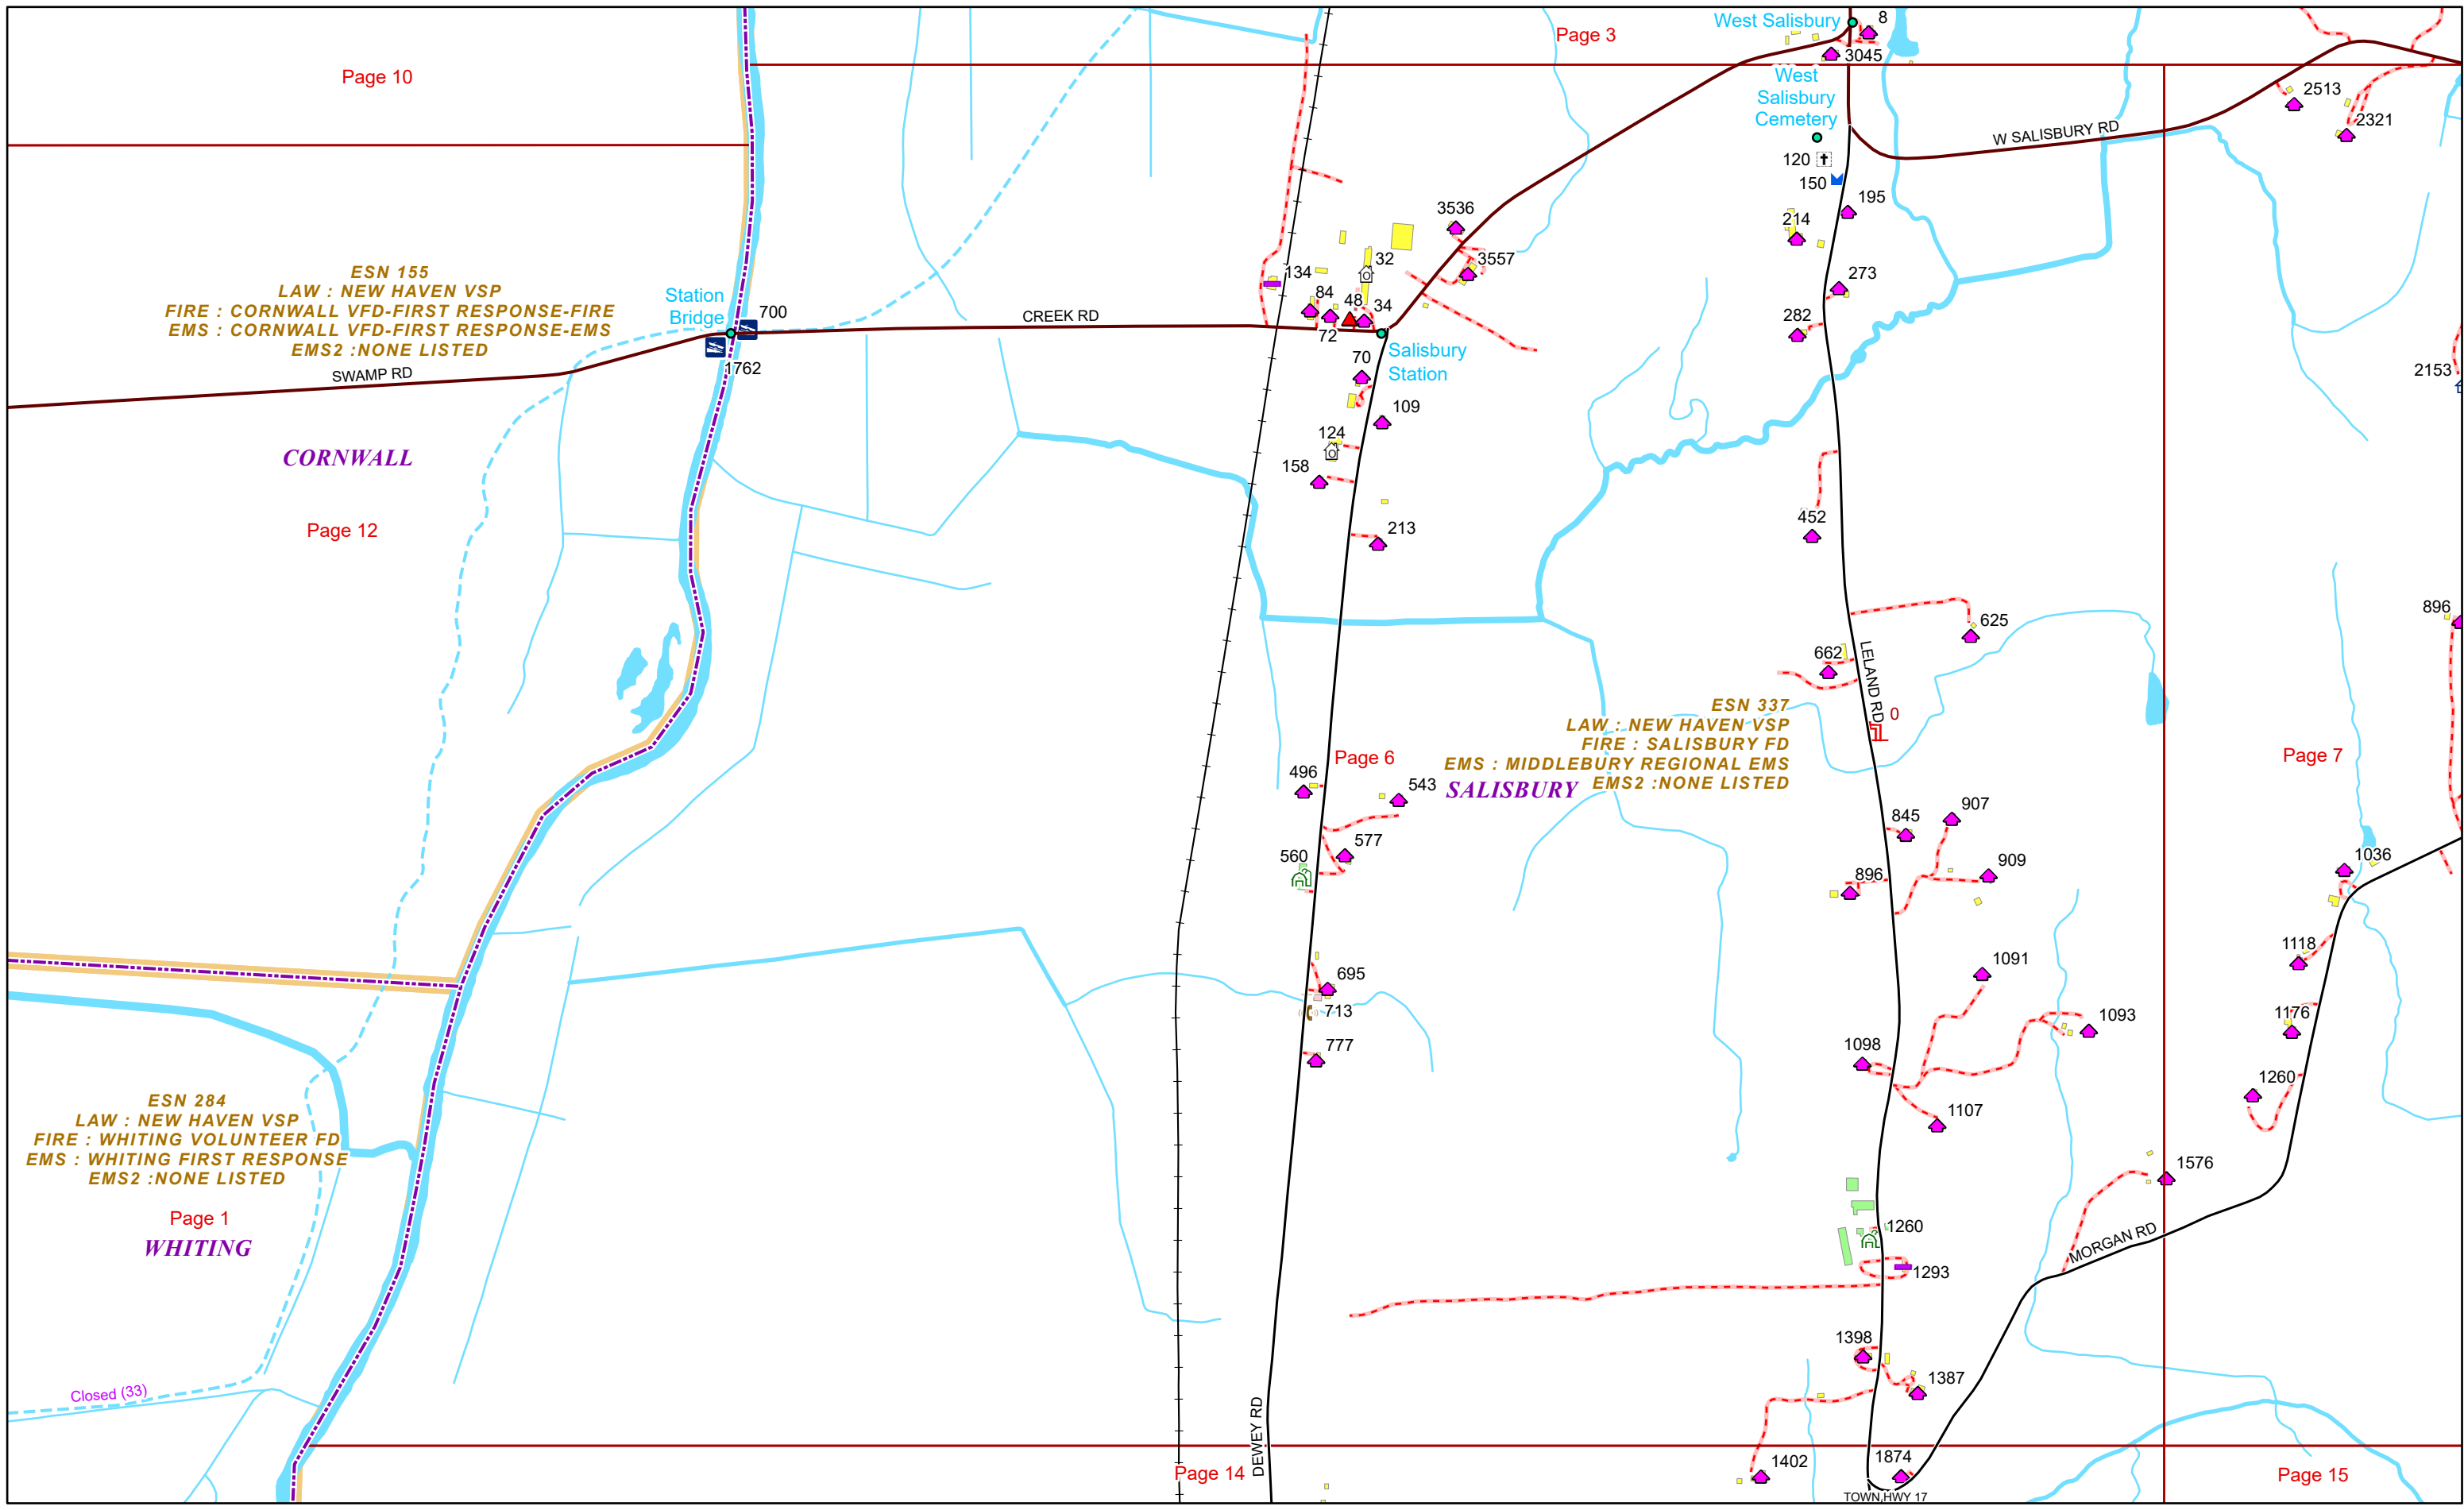 West Salisbury
8
Page 3
3045
Page 10
West
Salisbury
Cemetery
2513
2321
W SALISBURY RD
120
150
195
214
3536
3557
32
134
273
84
48
34
72
282
70
ESN 155
LAW : NEW HAVEN VSP
FIRE : CORNWALL VFD-FIRST RESPONSE-FIRE
EMS : CORNWALL VFD-FIRST RESPONSE-EMS
EMS2 :NONE LISTED
Station
Bridge
700
1762
CREEK RD
SWAMP RD
Salisbury
Station
2153
109
124
158
213
452
CORNWALL
Page 12
896
625
662
LELAND RD
0
ESN 337
LAW : NEW HAVEN VSP
FIRE : SALISBURY FD
EMS : MIDDLEBURY REGIONAL EMS
EMS2 :NONE LISTED
Page 6
SALISBURY
Page 7
496
543
577
560
845
907
909
896
1036
1118
1091
1093
1176
695
713
777
1098
1107
1260
1576
MORGAN RD
ESN 284
LAW : NEW HAVEN VSP
FIRE : WHITING VOLUNTEER FD
EMS : WHITING FIRST RESPONSE
EMS2 :NONE LISTED
Page 1
WHITING
1260
1293
1398
1387
Closed (33)
DEWEY RD
Page 14
1402
1874
TOWN HWY 17
Page 15